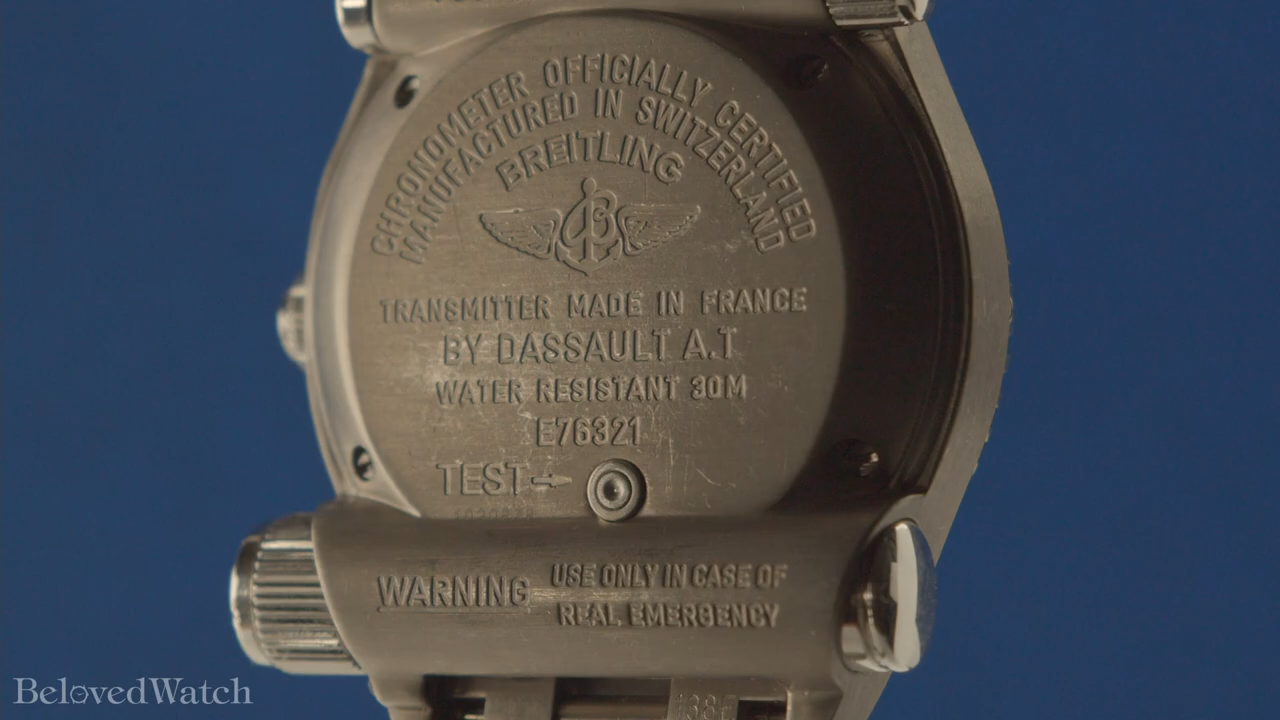 CHRONOMETER OFFICIALLY CERTIFIED
MANUFACTURED IN SWITZERLAND
BREITLING
TRANSMITTER MADE IN FRANCE
BY DASSAULT A.T
WATER RESISTANT 30M
E76321
TEST→
WARNING
USE ONLY IN CASE OF
REAL EMERGENCY
BelovedWatch